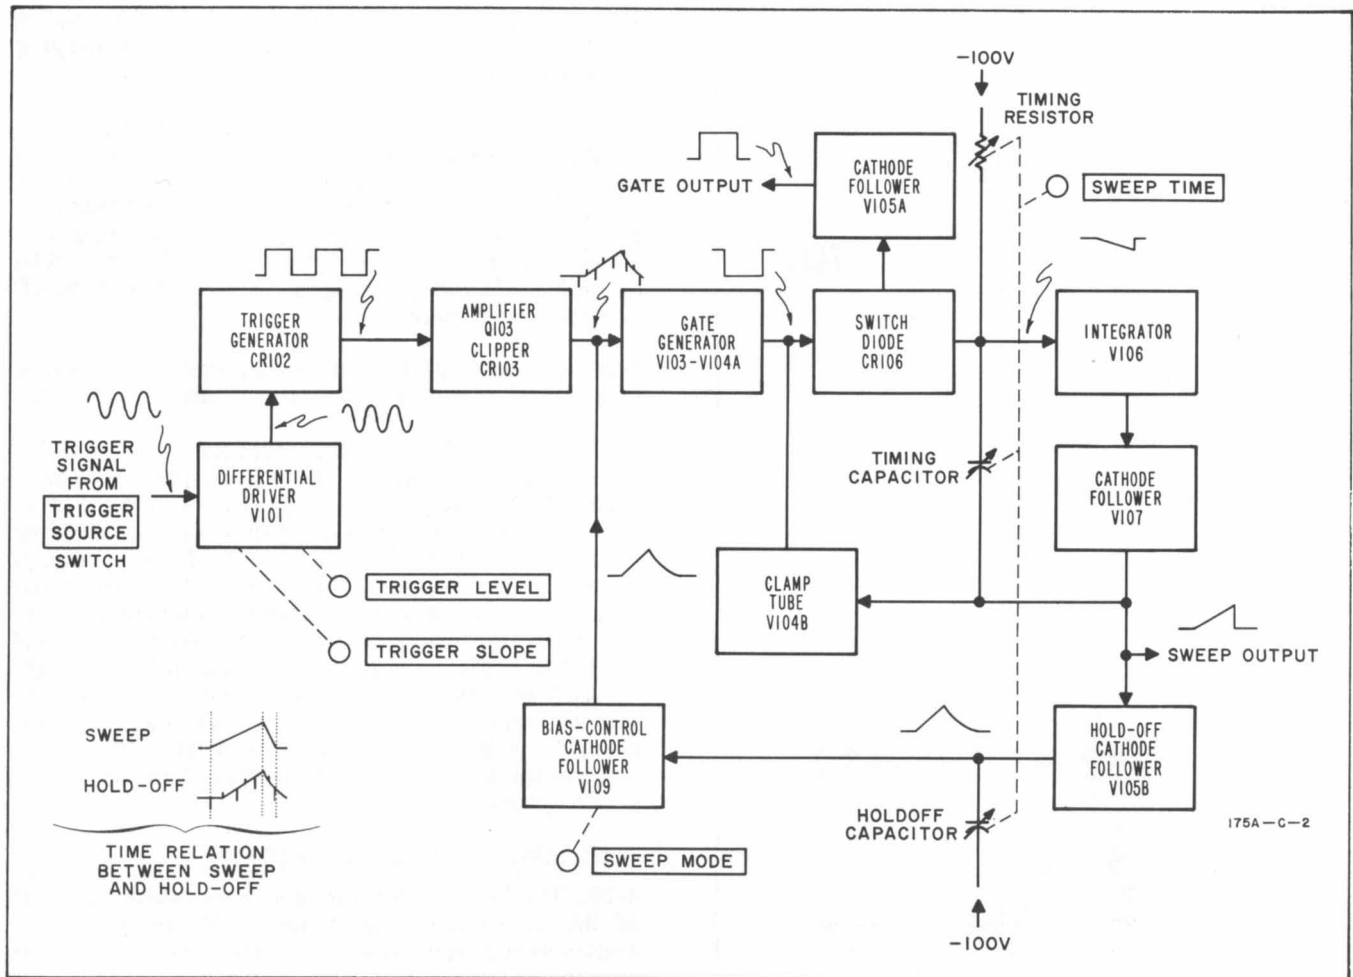 -100V
TIMING
RESISTOR
CATHODE
FOLLOWER
V105A
GATE OUTPUT
SWEEP TIME
TRIGGER
GENERATOR
CR102
AMPLIFIER
Q103
CLIPPER
CR103
GATE
GENERATOR
V103-V104A
SWITCH
DIODE
CR106
INTEGRATOR
V106
TRIGGER
SIGNAL
FROM
TRIGGER
SOURCE
SWITCH
DIFFERENTIAL
DRIVER
V101
TIMING
CAPACITOR
CATHODE
FOLLOWER
V107
TRIGGER LEVEL
TRIGGER SLOPE
CLAMP
TUBE
V104B
SWEEP OUTPUT
SWEEP
HOLD-OFF
TIME RELATION
BETWEEN SWEEP
AND HOLD-OFF
BIAS-CONTROL
CATHODE
FOLLOWER
V109
SWEEP MODE
HOLDOFF
CAPACITOR
HOLD-OFF
CATHODE
FOLLOWER
V105B
175A-C-2
-100V